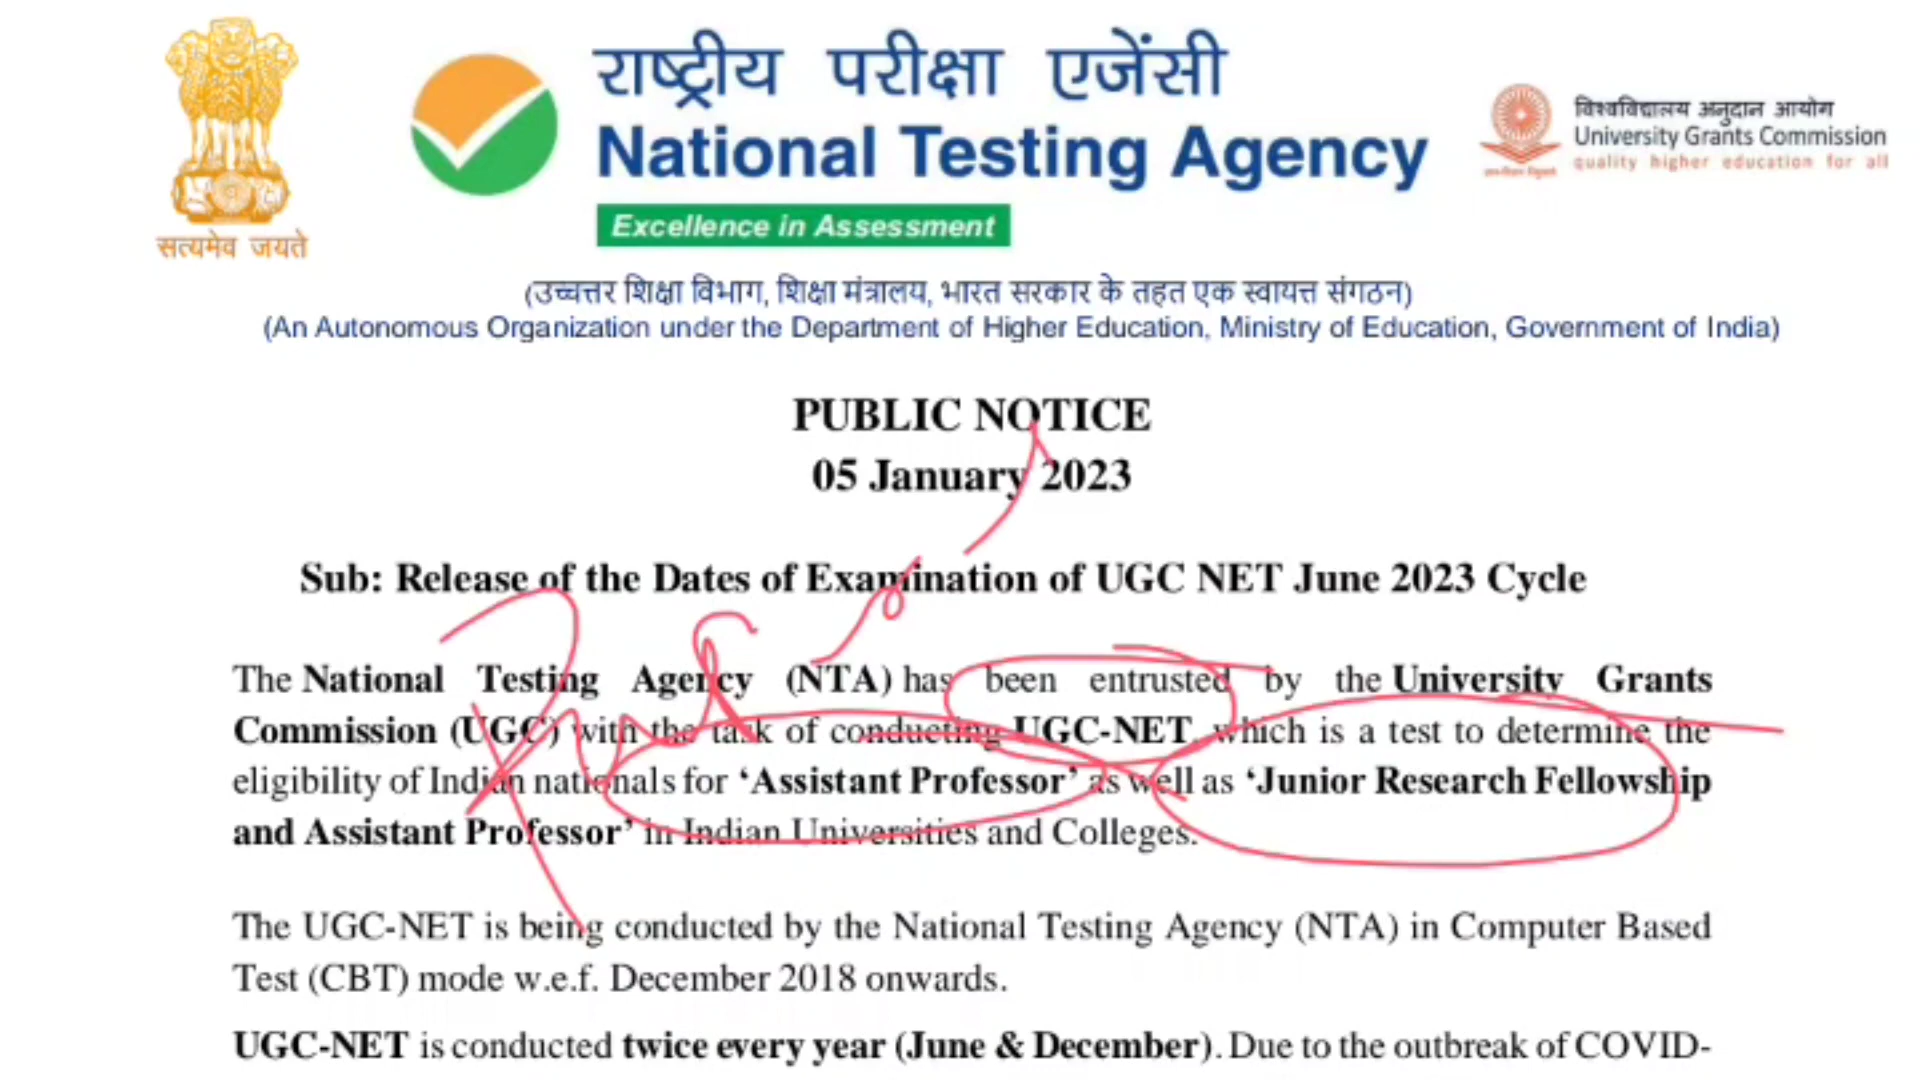 सत्यमेव जयते
राष्ट्रीय परीक्षा एजेंसी
National Testing Agency
Excellence in Assessment
विश्वविद्यालय अनुदान आयोग
University Grants Commission
quality higher education for all
(उच्चत्तर शिक्षा विभाग, शिक्षा मंत्रालय, भारत सरकार के तहत एक स्वायत्त संगठन)
(An Autonomous Organization under the Department of Higher Education, Ministry of Education, Government of India)
PUBLIC NOTICE
05 January 2023
Sub: Release of the Dates of Examination of UGC NET June 2023 Cycle
The National Testing Agency (NTA) has been entrusted by the University Grants
Commission (UGC) with the task of conducting UGC-NET, which is a test to determine the
eligibility of Indian nationals for ‘Assistant Professor’ as well as ‘Junior Research Fellowship
and Assistant Professor’ in Indian Universities and Colleges.
The UGC-NET is being conducted by the National Testing Agency (NTA) in Computer Based
Test (CBT) mode w.e.f. December 2018 onwards.
UGC-NET is conducted twice every year (June & December). Due to the outbreak of COVID-